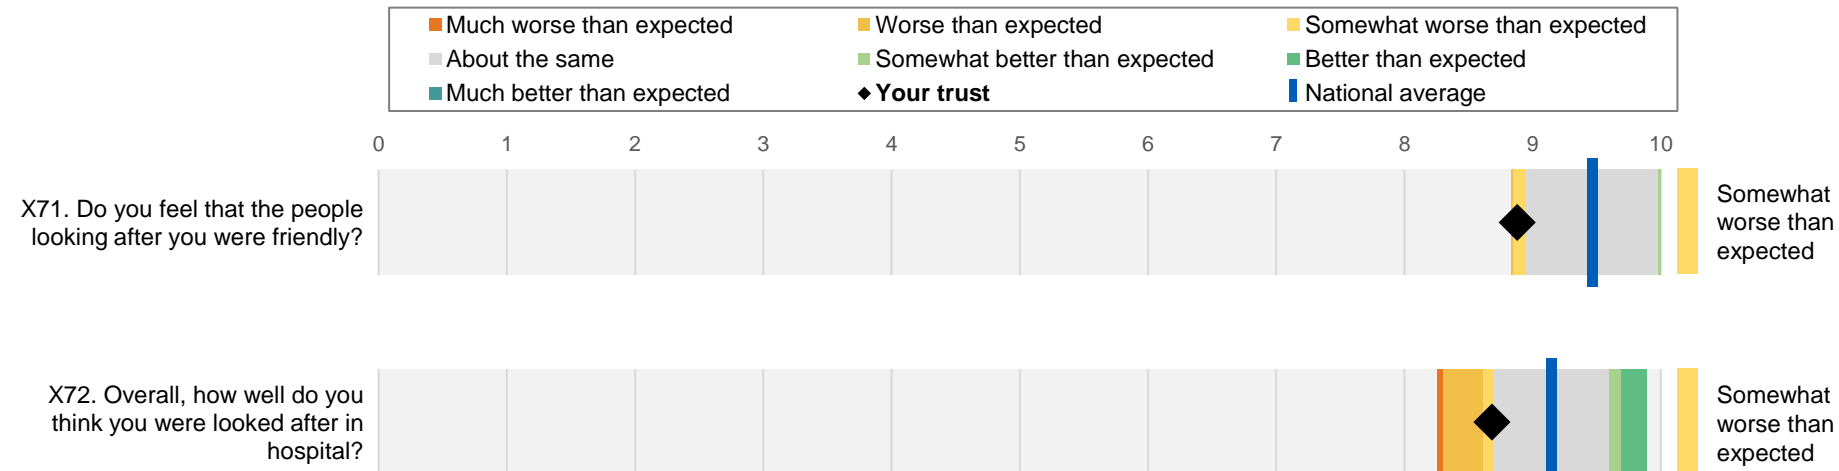 Much worse than expected
Worse than expected
Somewhat worse than expected
About the same
Somewhat better than expected
Better than expected
Much better than expected
Your trust
National average
0 1 2 3 4 5 6 7 8 9 10
X71. Do you feel that the people
looking after you were friendly?
Somewhat
worse than
expected
X72. Overall, how well do you
think you were looked after in
hospital?
Somewhat
worse than
expected